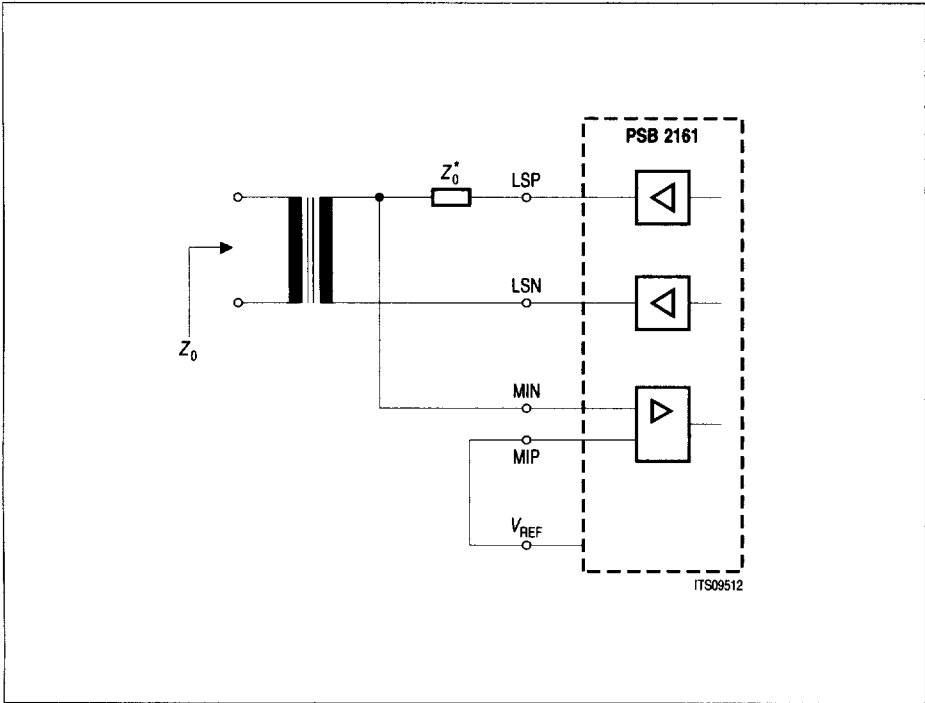 PSB 2161
Z0*
LSP
LSN
Z0
MIN
MIP
VREF
ITS09512